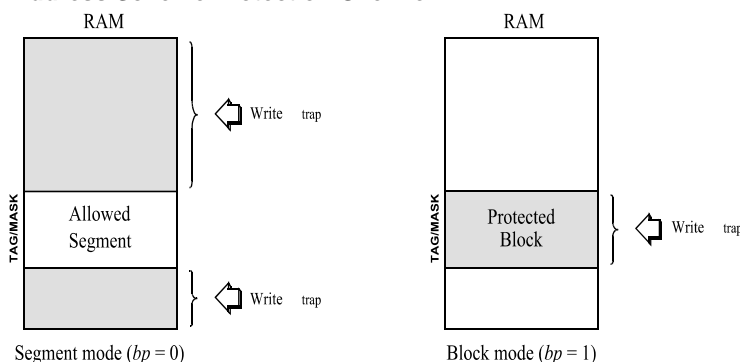 RAM
Write trap
TAG/MASK
Allowed
Segment
Write trap
Segment mode (bp = 0)
RAM
TAG/MASK
Protected
Block
Write trap
Block mode (bp = 1)